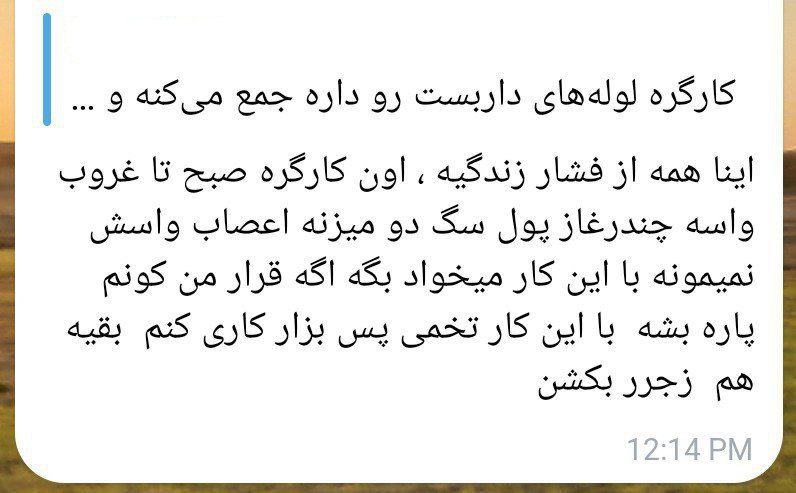 کارگره لوله‌های داربست رو داره جمع می‌کنه و ...
اینا همه از فشار زندگیه ، اون کارگره صبح تا غروب
واسه چندرغاز پول سگ دو میزنه اعصاب واسش
نمیمونه با این کار میخواد بگه اگه قرار من کونم
پاره بشه با این کار تخمی پس بزار کاری کنم بقیه
هم زجرر بکشن
12:14 PM